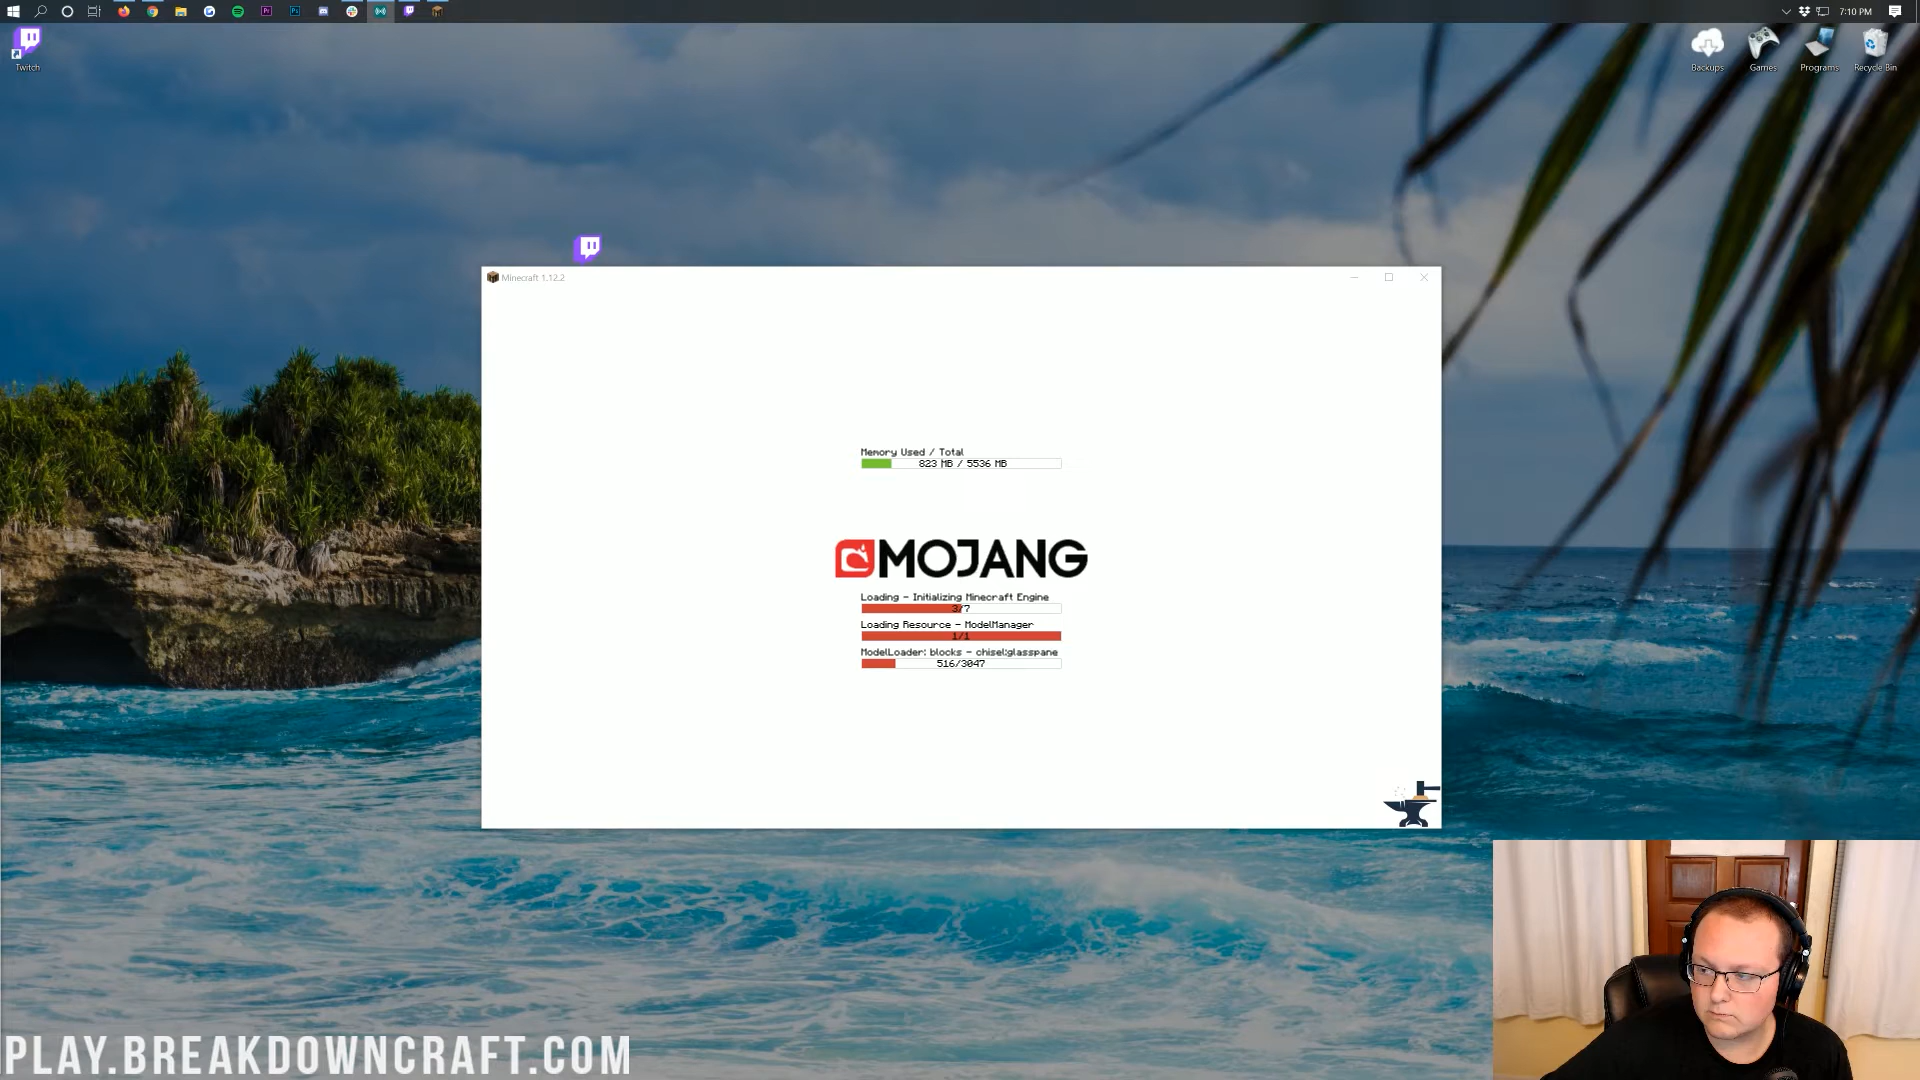 7:10 PM
Twitch
Backups
Games
Programs
Recycle Bin
Minecraft 1.12.2
Memory Used / Total
823 MB / 5536 MB
MOJANG
Loading - Initializing Minecraft Engine
3/7
Loading Resource - ModelManager
1/1
ModelLoader: blocks - chisel:glasspane
516/3047
PLAY.BREAKDOWNCRAFT.COM